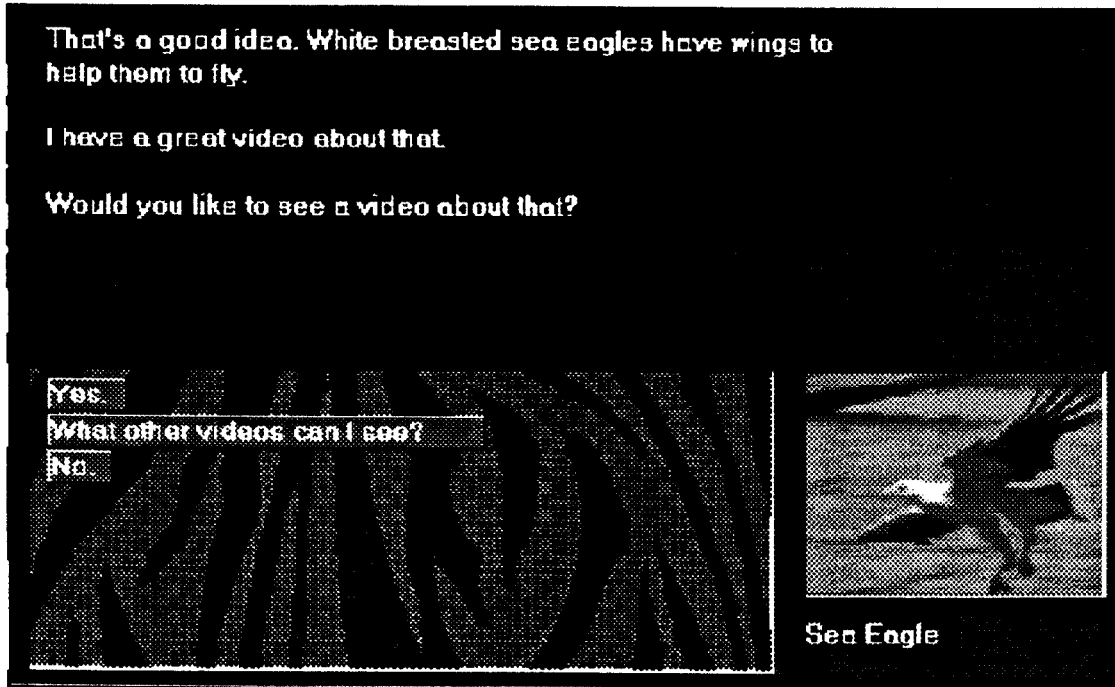 That's a good idea. White breasted sea eagles have wings to
help them to fly.
I have a great video about that.
Would you like to see a video about that?
Yes.
What other videos can I see?
No.
Sea Eagle